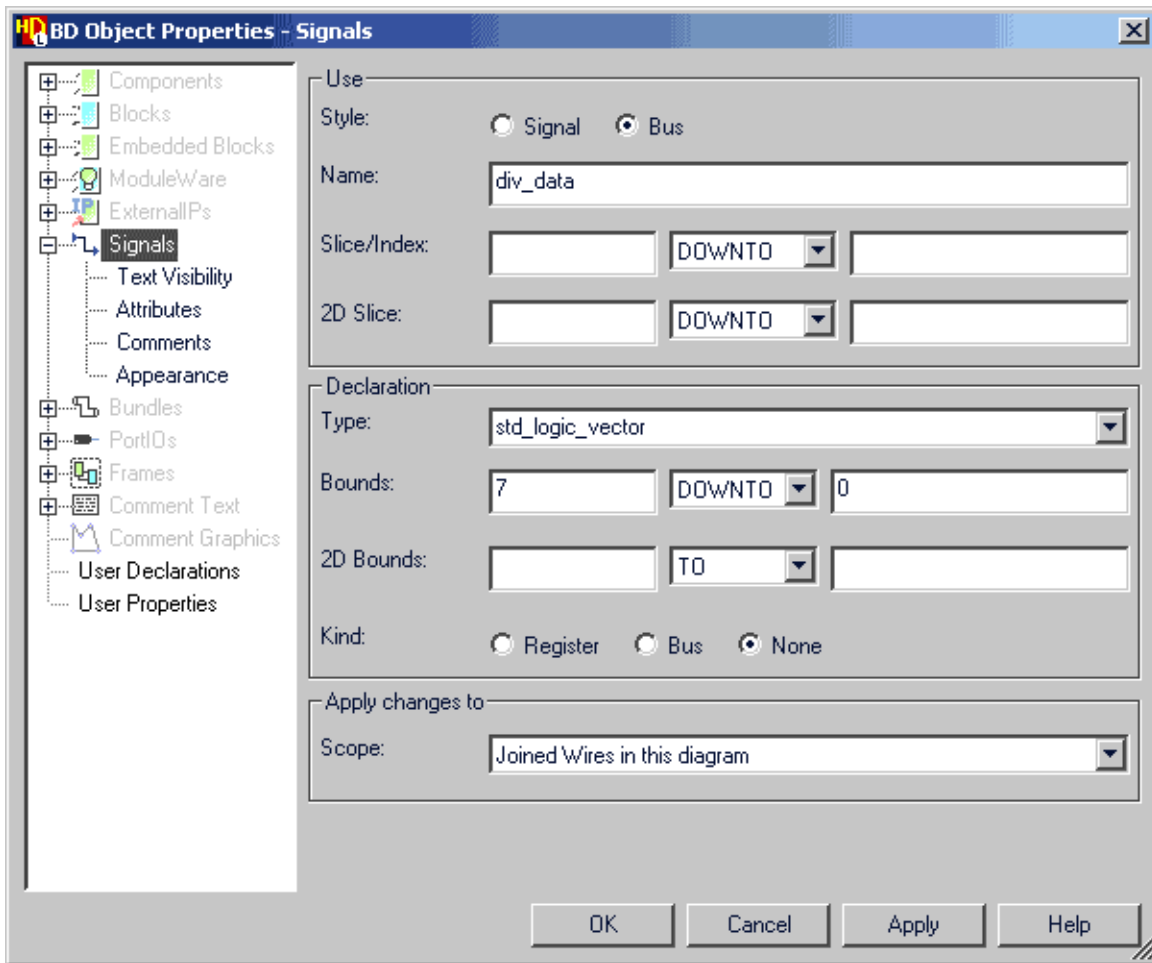 HD L BD Object Properties - Signals
Components
Blocks
Embedded Blocks
ModuleWare
IP ExternalIPs
Signals
Text Visibility
Attributes
Comments
Appearance
Bundles
PortIOs
Frames
Comment Text
Comment Graphics
User Declarations
User Properties
Use
Style: Signal Bus
Name: div_data
Slice/Index: DOWNTO
2D Slice: DOWNTO
Declaration
Type: std_logic_vector
Bounds: 7 DOWNTO 0
2D Bounds: TO
Kind: Register Bus None
Apply changes to
Scope: Joined Wires in this diagram
OK Cancel Apply Help